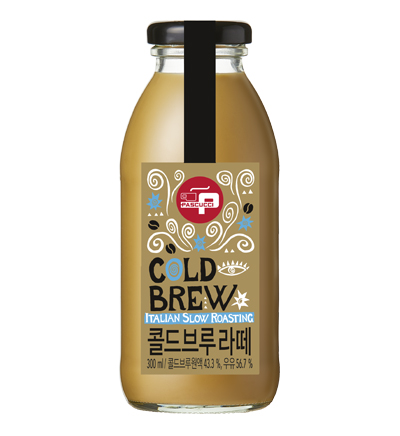 PASCUCCI
COLD
BREW
ITALIAN SLOW ROASTING
콜드브루 라떼
300 ml / 콜드브루원액 43.3 %, 우유 56.7 %